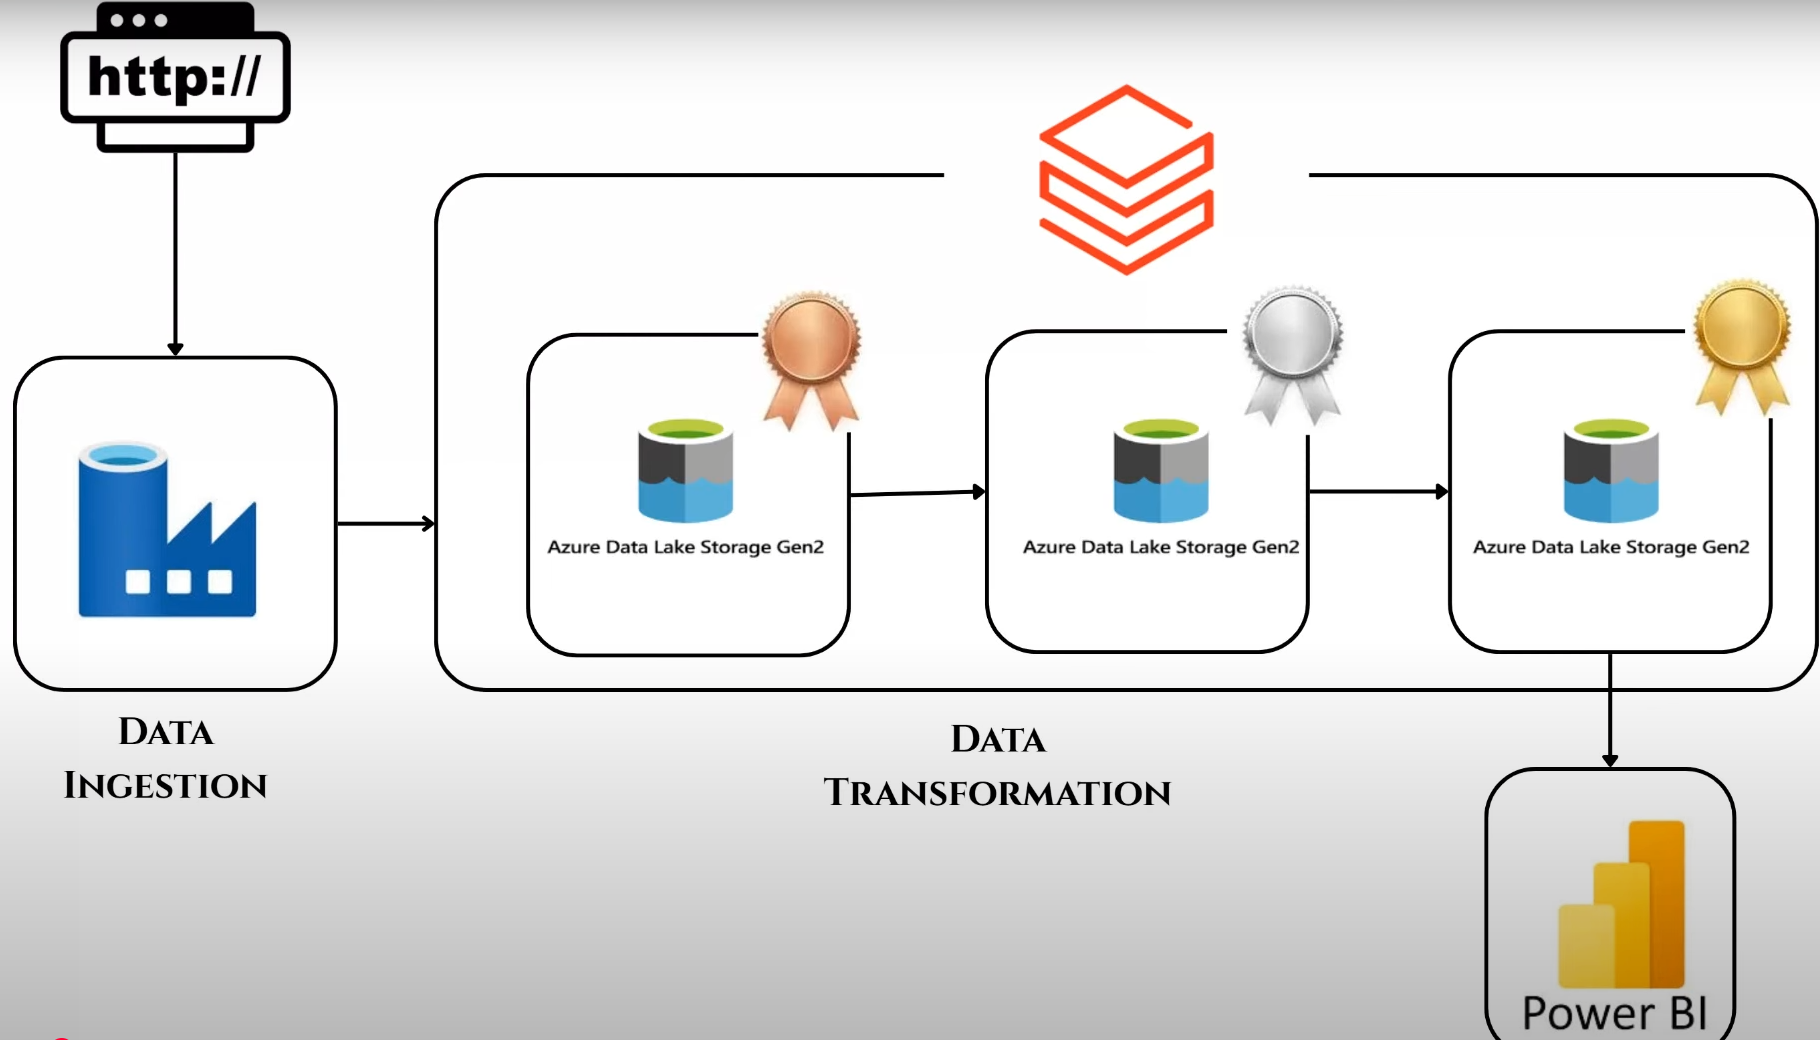 http://
Azure Data Lake Storage Gen2
Azure Data Lake Storage Gen2
Azure Data Lake Storage Gen2
Data
Ingestion
Data
Transformation
Power BI